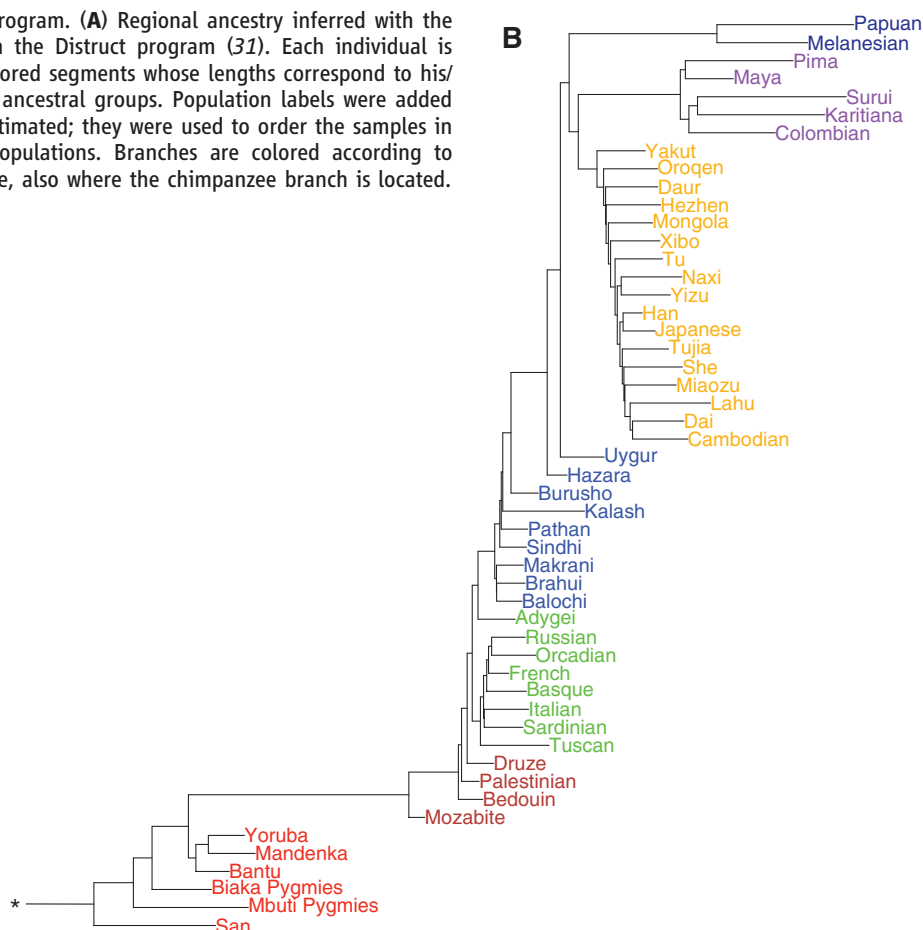 rogram. (A) Regional ancestry inferred with the
n the Distruct program (31). Each individual is
ored segments whose lengths correspond to his/
ancestral groups. Population labels were added
timated; they were used to order the samples in
opulations. Branches are colored according to
e, also where the chimpanzee branch is located.
B
Papuan
Melanesian
Pima
Maya
Surui
Karitiana
Colombian
Yakut
Oroqen
Daur
Hezhen
Mongola
Xibo
Tu
Naxi
Yizu
Han
Japanese
Tujia
She
Miaozu
Lahu
Dai
Cambodian
Uygur
Hazara
Burusho
Kalash
Pathan
Sindhi
Makrani
Brahui
Balochi
Adygei
Russian
Orcadian
French
Basque
Italian
Sardinian
Tuscan
Druze
Palestinian
Bedouin
Mozabite
Yoruba
Mandenka
Bantu
Biaka Pygmies
Mbuti Pygmies
*
San